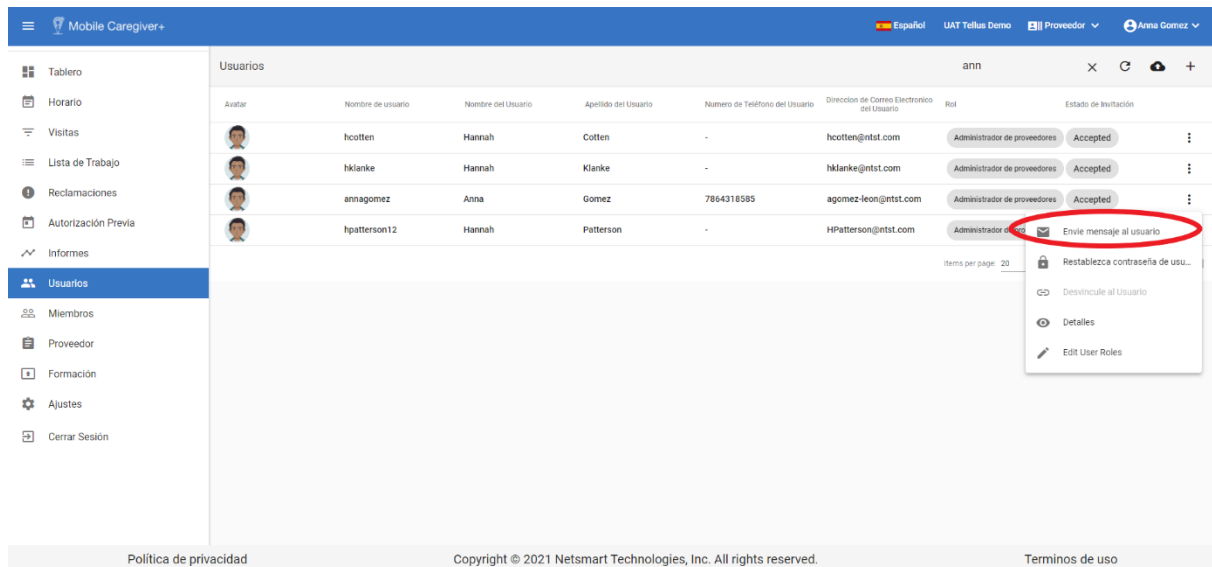 Mobile Caregiver+
Español
UAT Tellus Demo
Proveedor
Anna Gomez
Tablero
Horario
Visitas
Lista de Trabajo
Reclamaciones
Autorización Previa
Informes
Usuarios
Miembros
Proveedor
Formación
Ajustes
Cerrar Sesión
Usuarios
ann
Avatar
Nombre de usuario
Nombre del Usuario
Apellido del Usuario
Numero de Teléfono del Usuario
Direccion de Correo Electronico
del Usuario
Rol
Estado de Invitación
hcotten Hannah Cotten - hcotten@ntst.com Administrador de proveedores Accepted
hklanke Hannah Klanke - hklanke@ntst.com Administrador de proveedores Accepted
annagomez Anna Gomez 7864318585 agomez-leon@ntst.com Administrador de proveedores Accepted
hpatterson12 Hannah Patterson - HPatterson@ntst.com Administrador
Items per page: 20
Envie mensaje al usuario
Restablezca contraseña de usu...
Desvincule al Usuario
Detalles
Edit User Roles
Política de privacidad
Copyright © 2021 Netsmart Technologies, Inc. All rights reserved.
Terminos de uso